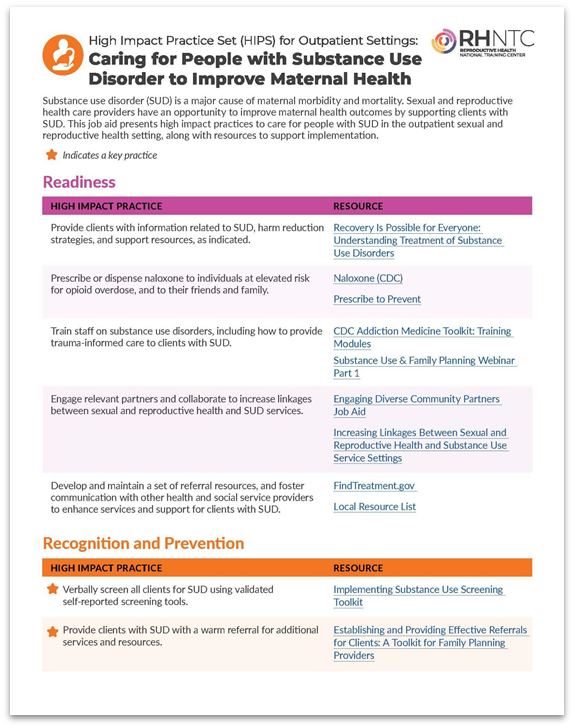 High Impact Practice Set (HIPS) for Outpatient Settings:
Caring for People with Substance Use
Disorder to Improve Maternal Health
RHNTC
REPRODUCTIVE HEALTH
NATIONAL TRAINING CENTER
Substance use disorder (SUD) is a major cause of maternal morbidity and mortality. Sexual and reproductive
health care providers have an opportunity to improve maternal health outcomes by supporting clients with
SUD. This job aid presents high impact practices to care for people with SUD in the outpatient sexual and
reproductive health setting, along with resources to support implementation.
Indicates a key practice
Readiness
HIGH IMPACT PRACTICE RESOURCE
Provide clients with information related to SUD, harm reduction
strategies, and support resources, as indicated.
Recovery Is Possible for Everyone:
Understanding Treatment of Substance
Use Disorders
Prescribe or dispense naloxone to individuals at elevated risk
for opioid overdose, and to their friends and family.
Naloxone (CDC)
Prescribe to Prevent
Train staff on substance use disorders, including how to provide
trauma-informed care to clients with SUD.
CDC Addiction Medicine Toolkit: Training
Modules
Substance Use & Family Planning Webinar
Part 1
Engage relevant partners and collaborate to increase linkages
between sexual and reproductive health and SUD services.
Engaging Diverse Community Partners
Job Aid
Increasing Linkages Between Sexual and
Reproductive Health and Substance Use
Service Settings
Develop and maintain a set of referral resources, and foster
communication with other health and social service providers
to enhance services and support for clients with SUD.
FindTreatment.gov
Local Resource List
Recognition and Prevention
HIGH IMPACT PRACTICE RESOURCE
Verbally screen all clients for SUD using validated
self-reported screening tools.
Implementing Substance Use Screening
Toolkit
Provide clients with SUD with a warm referral for additional
services and resources.
Establishing and Providing Effective Referrals
for Clients: A Toolkit for Family Planning
Providers